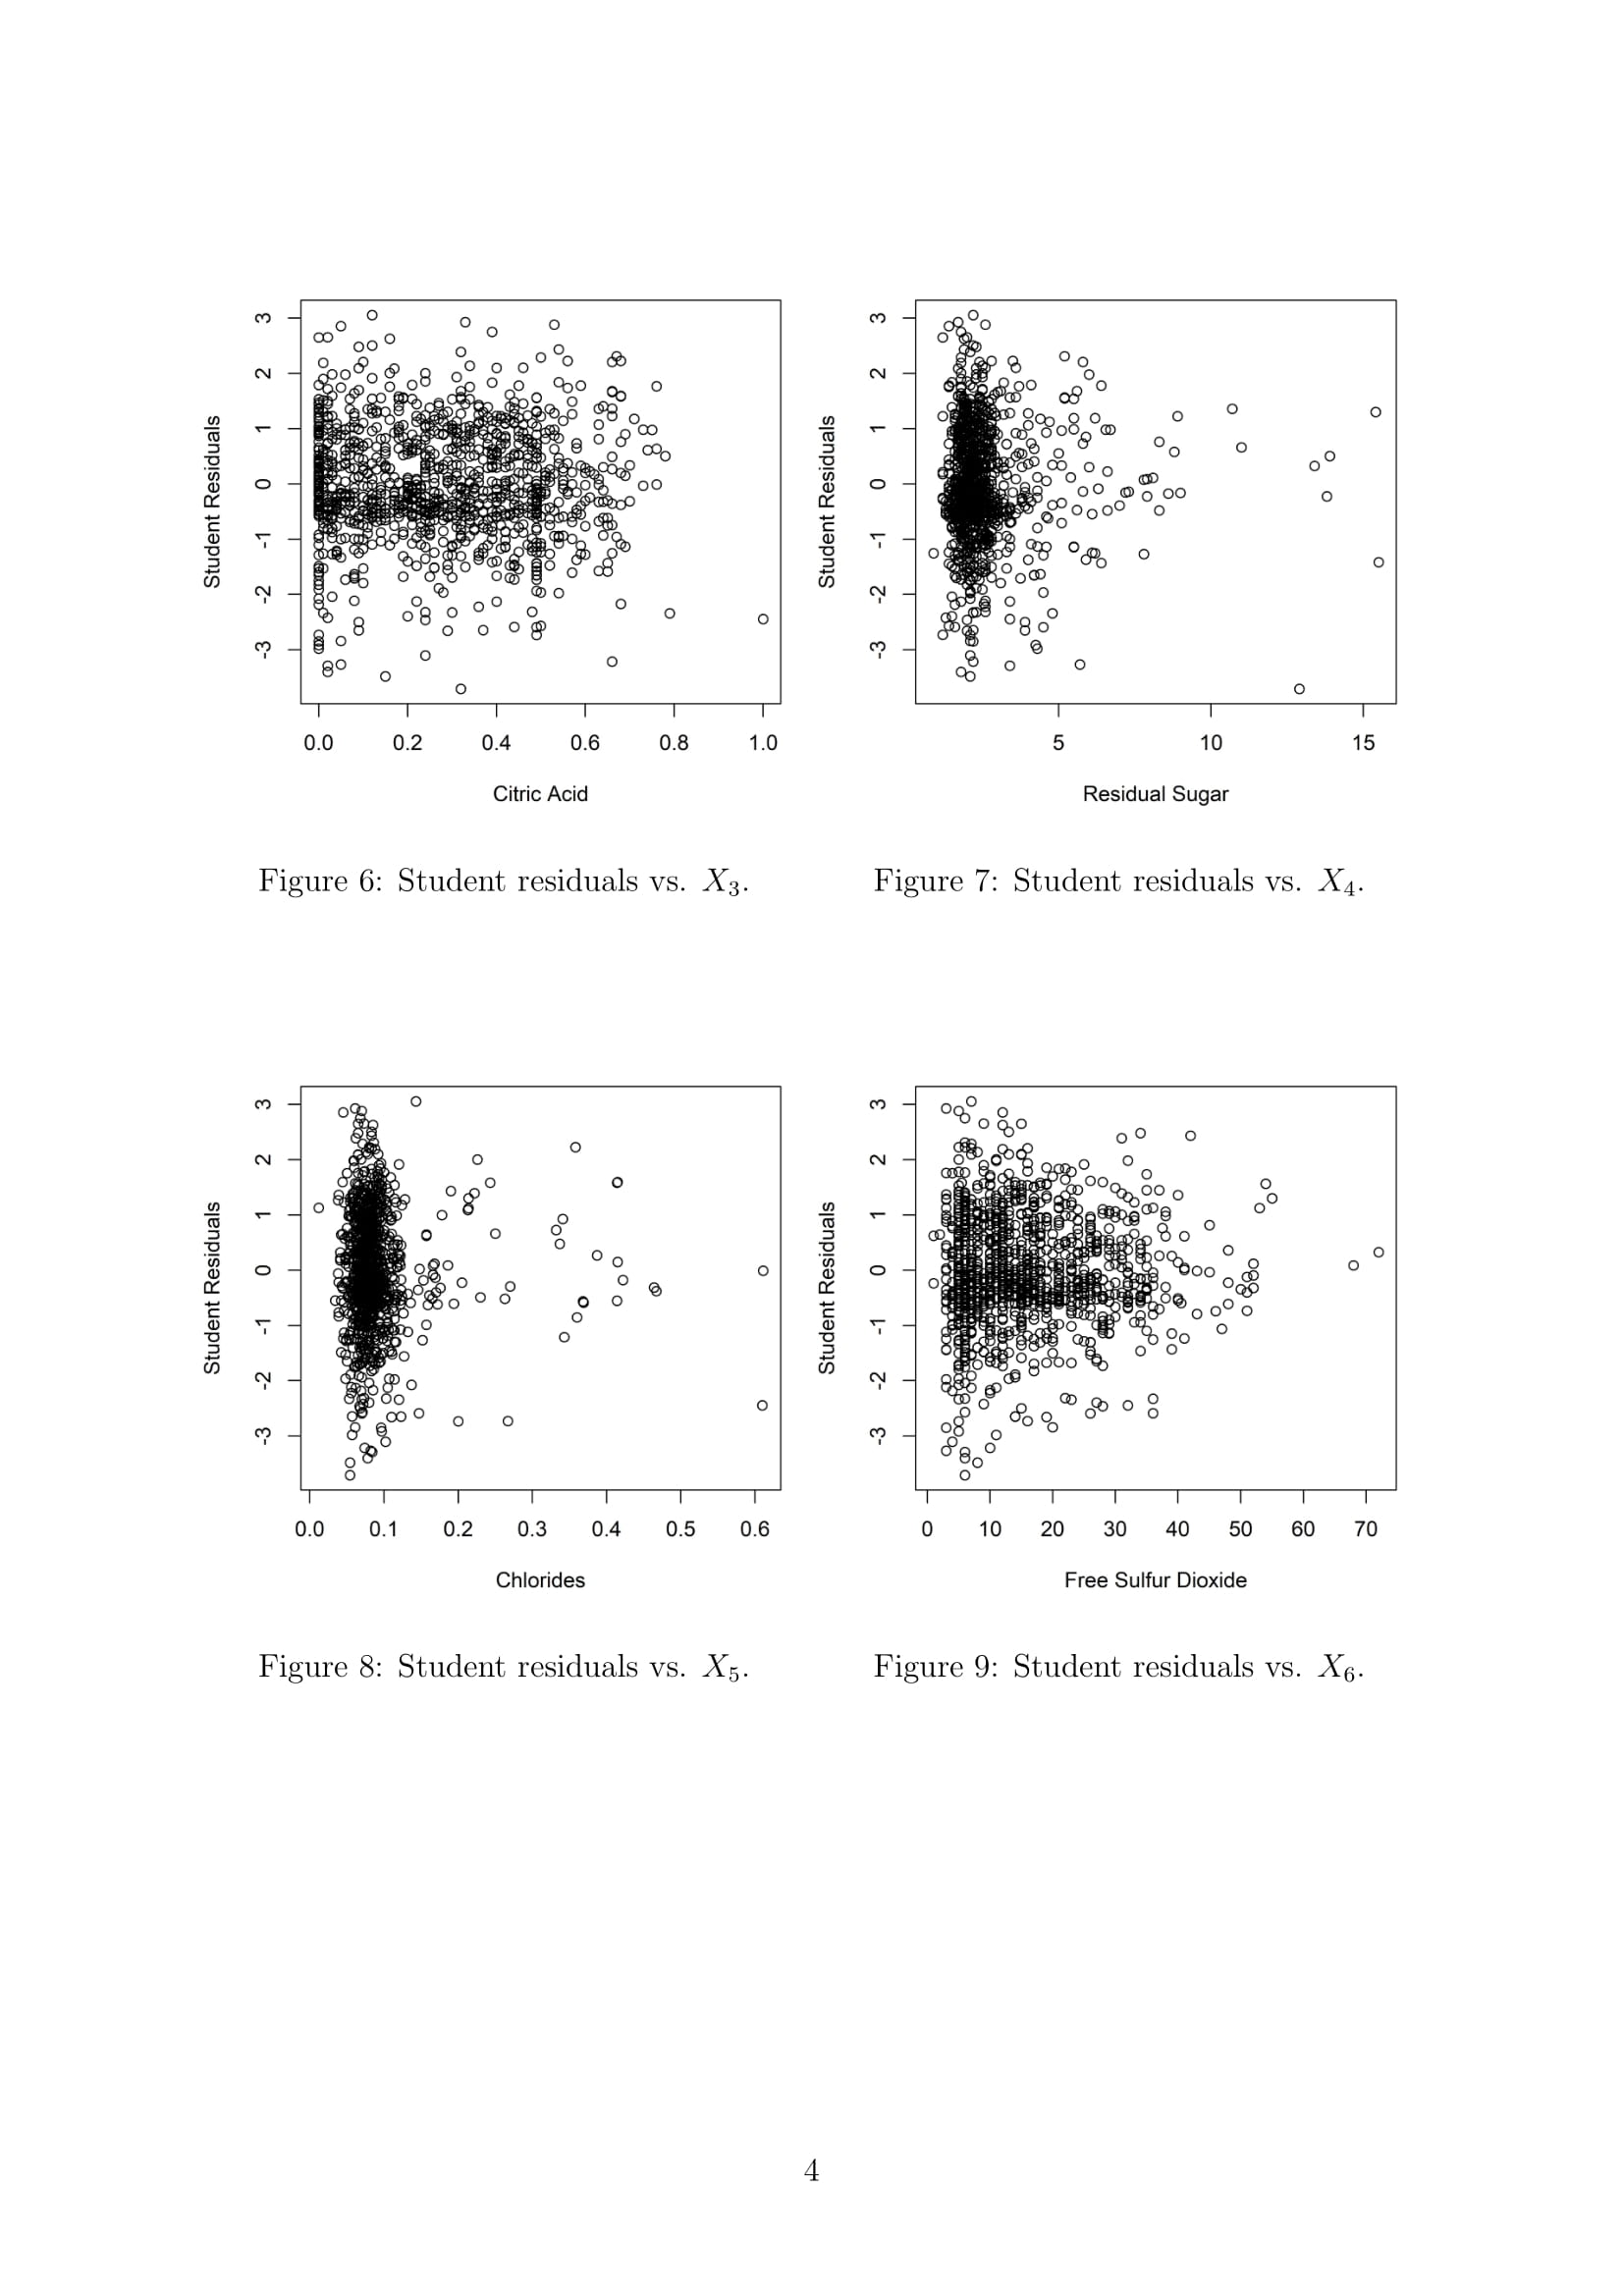 3
2
1
0
-1
-2
-3
Student Residuals
0.0 0.2 0.4 0.6 0.8 1.0
Citric Acid
Figure 6: Student residuals vs. X₃.
3
2
1
0
-1
-2
-3
Student Residuals
5 10 15
Residual Sugar
Figure 7: Student residuals vs. X₄.
3
2
1
0
-1
-2
-3
Student Residuals
0.0 0.1 0.2 0.3 0.4 0.5 0.6
Chlorides
Figure 8: Student residuals vs. X₅.
3
2
1
0
-1
-2
-3
Student Residuals
0 10 20 30 40 50 60 70
Free Sulfur Dioxide
Figure 9: Student residuals vs. X₆.
4